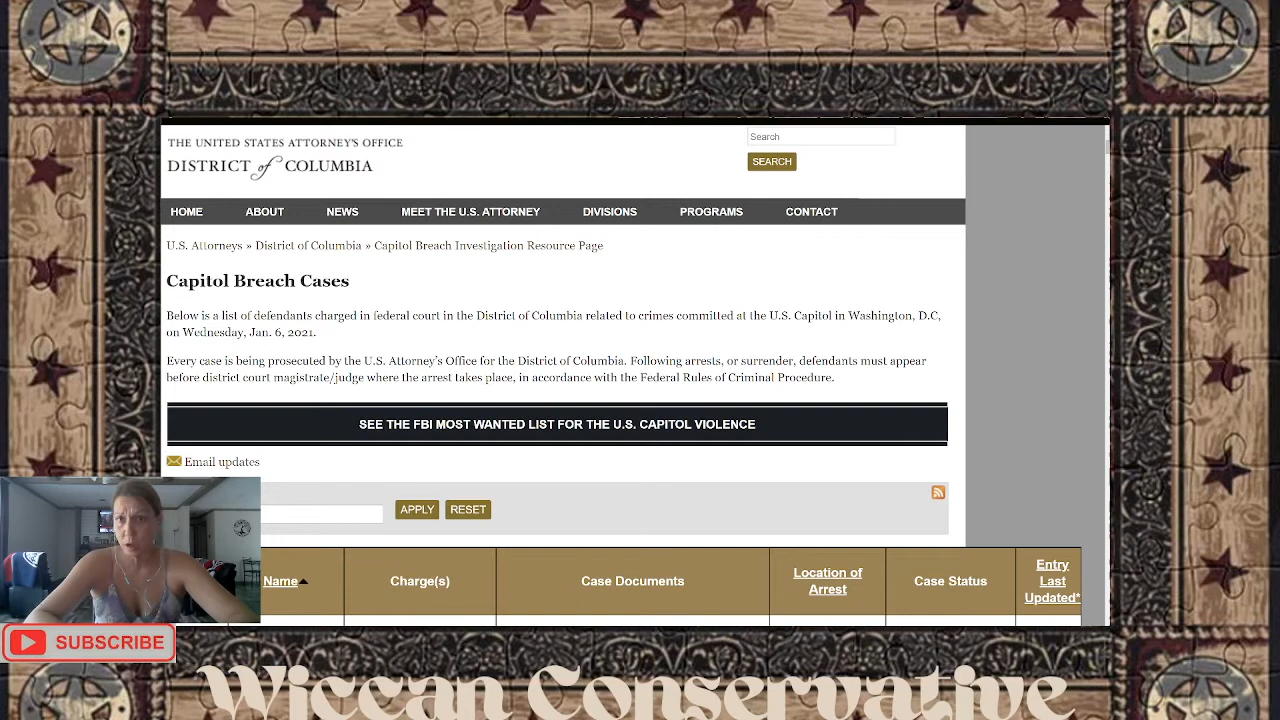 THE UNITED STATES ATTORNEY'S OFFICE
DISTRICT of COLUMBIA
Search
SEARCH
HOME ABOUT NEWS MEET THE U.S. ATTORNEY DIVISIONS PROGRAMS CONTACT
U.S. Attorneys » District of Columbia » Capitol Breach Investigation Resource Page
Capitol Breach Cases
Below is a list of defendants charged in federal court in the District of Columbia related to crimes committed at the U.S. Capitol in Washington, D.C,
on Wednesday, Jan. 6, 2021.
Every case is being prosecuted by the U.S. Attorney's Office for the District of Columbia. Following arrests, or surrender, defendants must appear
before district court magistrate/judge where the arrest takes place, in accordance with the Federal Rules of Criminal Procedure.
SEE THE FBI MOST WANTED LIST FOR THE U.S. CAPITOL VIOLENCE
Email updates
APPLY RESET
Name Charge(s) Case Documents Location of Arrest Case Status Entry Last Updated*
SUBSCRIBE
Wiccan Conservative